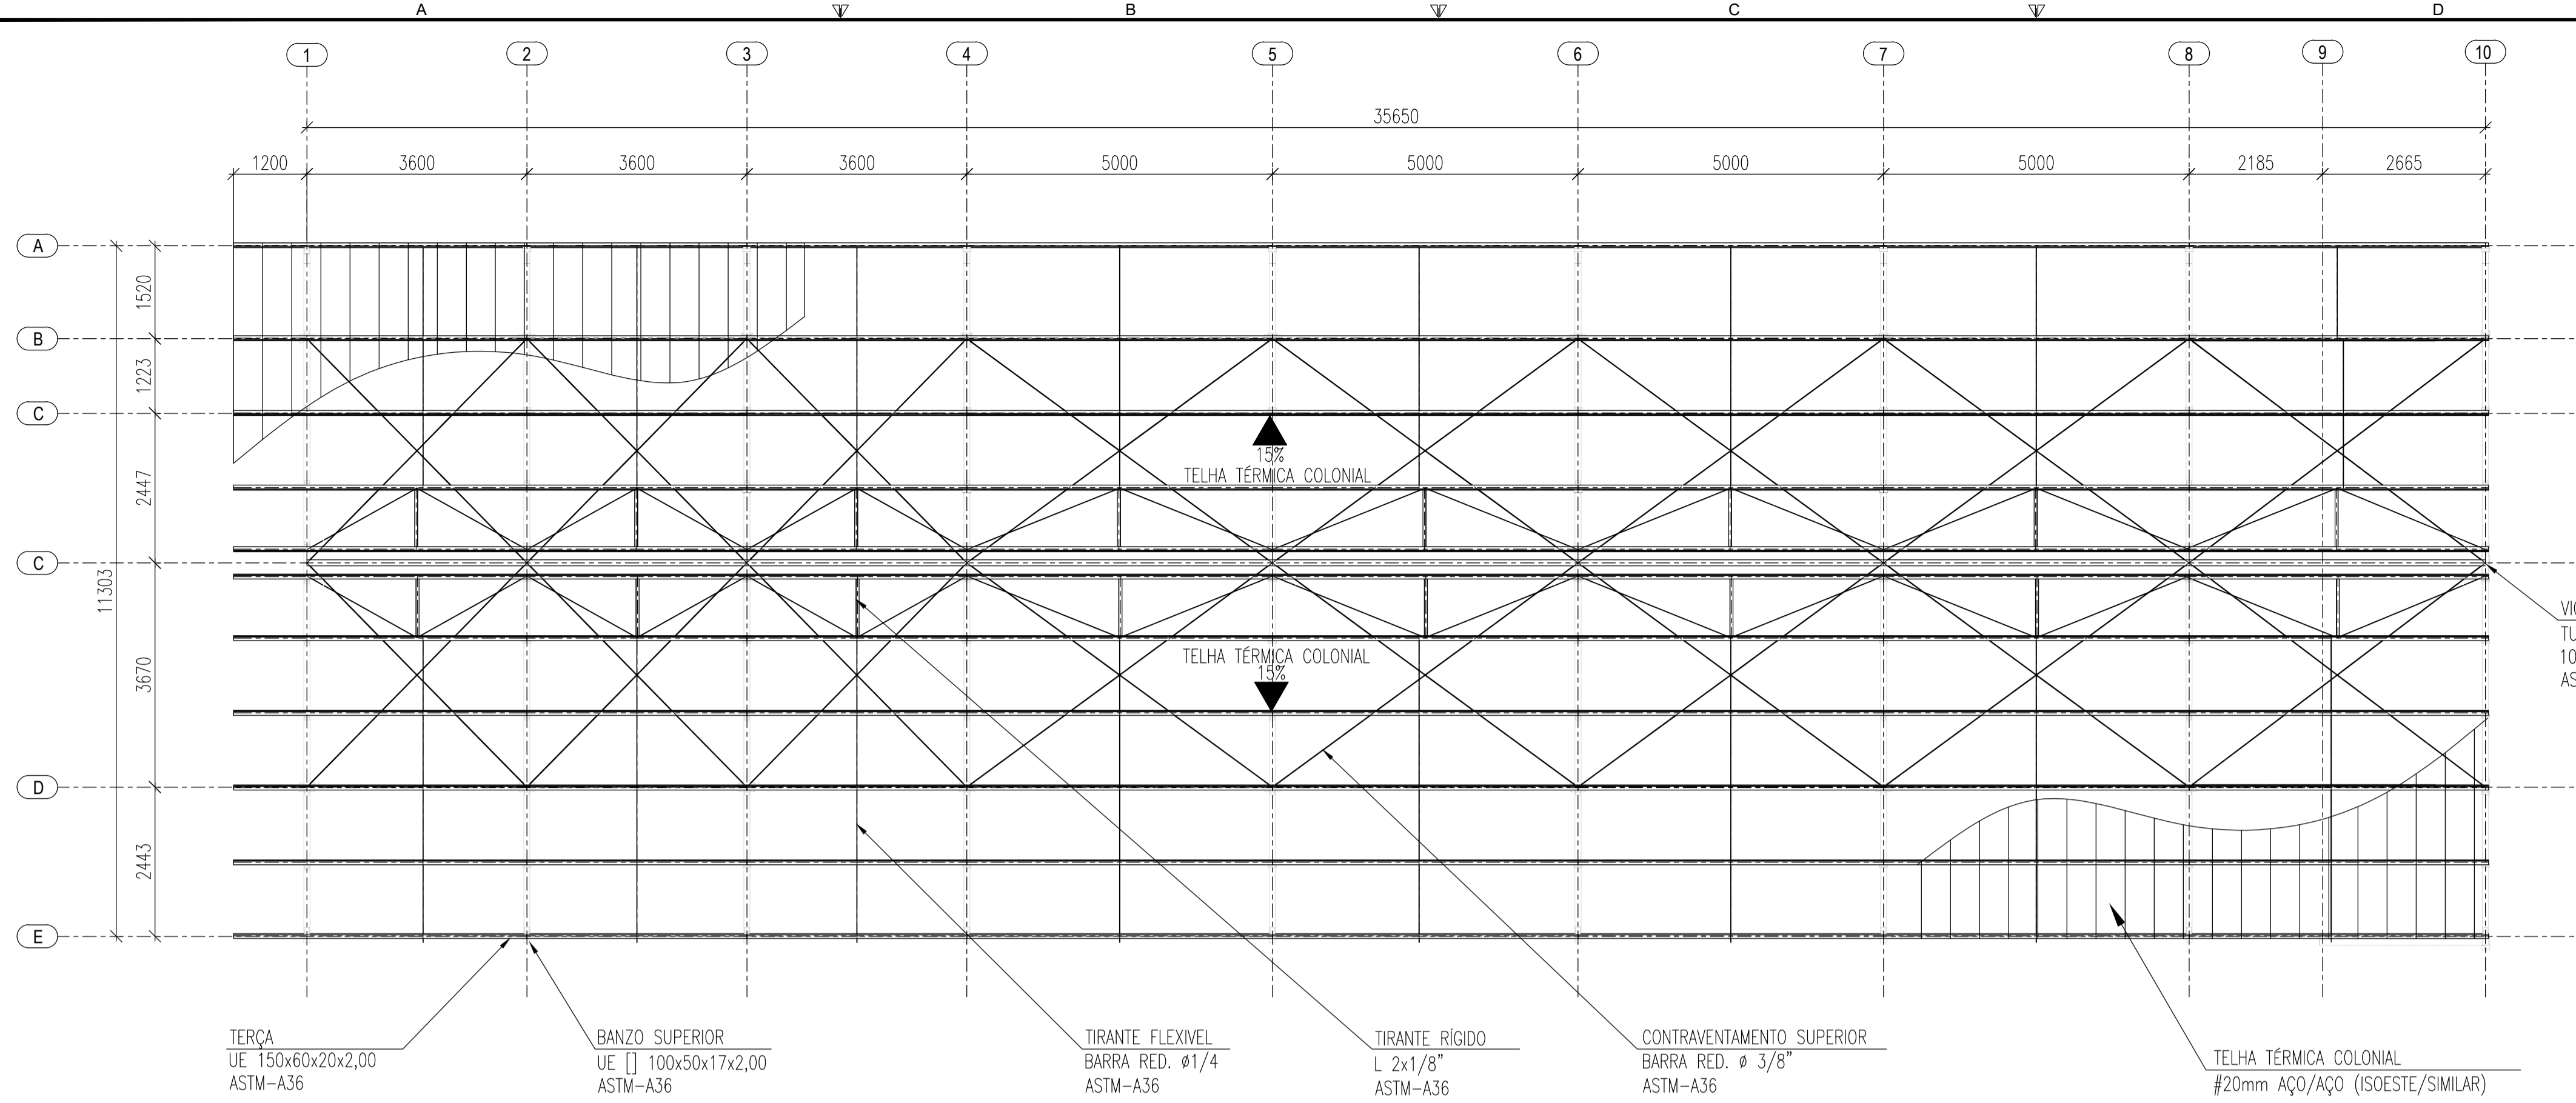 A B C D
1 2 3 4 5 6 7 8 9 10
35650
1200 3600 3600 3600 5000 5000 5000 5000 2185 2665
A
1520
B
1223
C
15%
TELHA TÉRMICA COLONIAL
2447
C
11303
TELHA TÉRMICA COLONIAL
15%
3670
D
2443
E
VIG
TU
10
AS
TERÇA
UE 150x60x20x2,00
ASTM-A36
BANZO SUPERIOR
UE [] 100x50x17x2,00
ASTM-A36
TIRANTE FLEXIVEL
BARRA RED. ø1/4
ASTM-A36
TIRANTE RÍGIDO
L 2x1/8"
ASTM-A36
CONTRAVENTAMENTO SUPERIOR
BARRA RED. ø 3/8"
ASTM-A36
TELHA TÉRMICA COLONIAL
#20mm AÇO/AÇO (ISOESTE/SIMILAR)